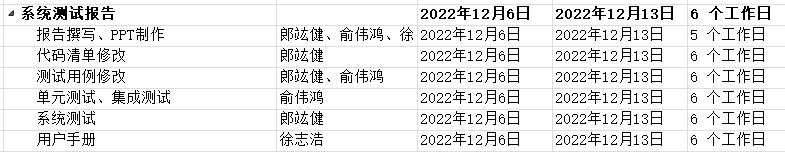 系统测试报告 2022年12月6日 2022年12月13日 6 个工作日
报告撰写、PPT制作 郎竑健、俞伟鸿、徐 2022年12月6日 2022年12月13日 5 个工作日
代码清单修改 郎竑健 2022年12月6日 2022年12月13日 6 个工作日
测试用例修改 郎竑健、俞伟鸿 2022年12月6日 2022年12月13日 6 个工作日
单元测试、集成测试 俞伟鸿 2022年12月6日 2022年12月13日 6 个工作日
系统测试 郎竑健 2022年12月6日 2022年12月13日 6 个工作日
用户手册 徐志浩 2022年12月6日 2022年12月13日 6 个工作日